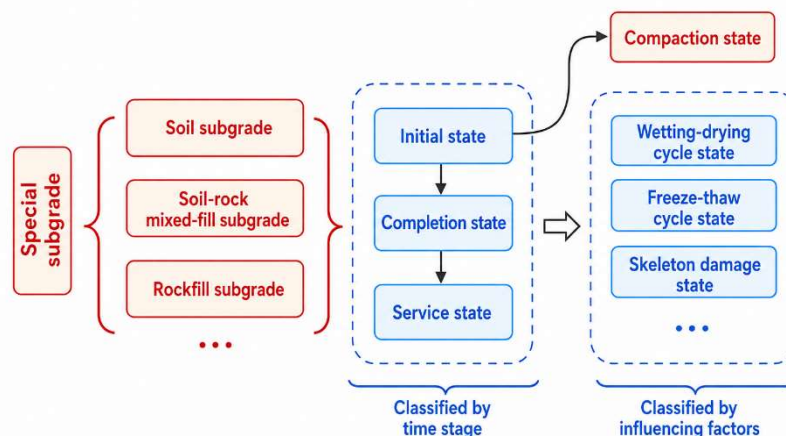 Special
subgrade
Soil subgrade
Soil-rock
mixed-fill subgrade
Rockfill subgrade
...
Initial state
Completion state
Service state
Classified by
time stage
Compaction state
Wetting-drying
cycle state
Freeze-thaw
cycle state
Skeleton damage
state
...
Classified by
influencing factors